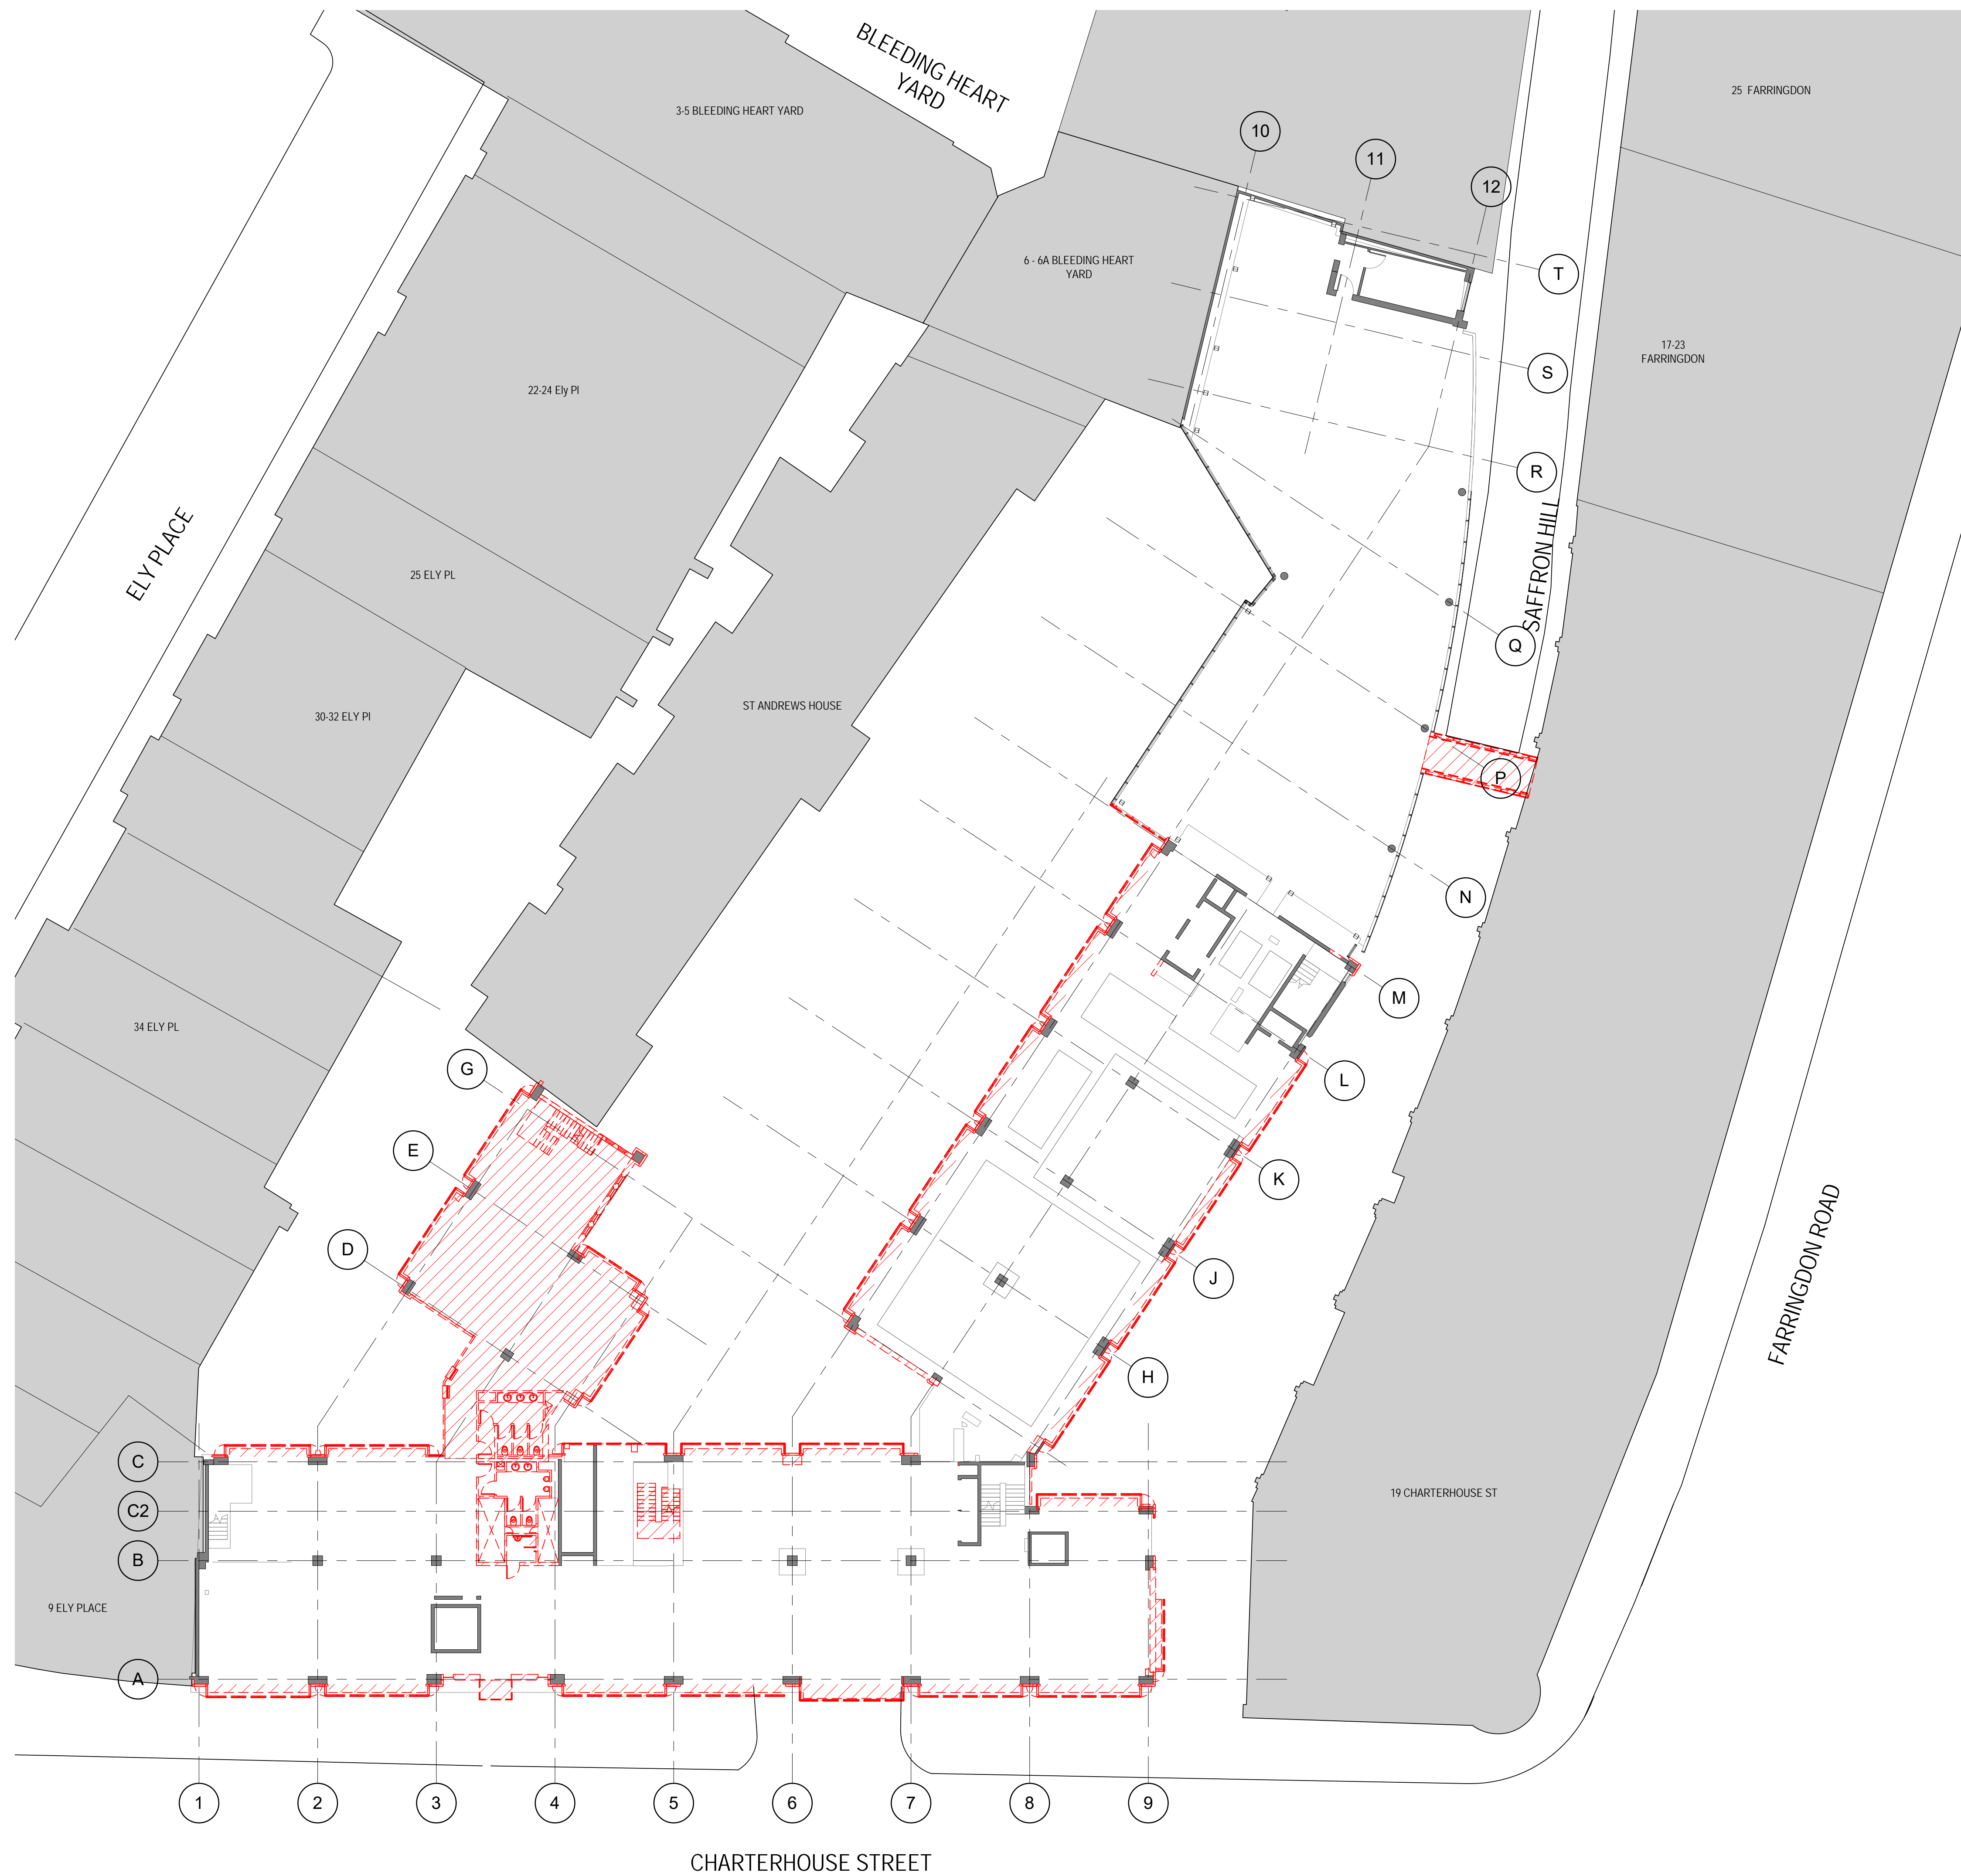 BLEEDING HEART
YARD
25 FARRINGDON
3-5 BLEEDING HEART YARD
10
11
12
6 - 6A BLEEDING HEART
YARD
T
17-23
FARRINGDON
S
22-24 Ely Pl
R
ELY PLACE
25 ELY PL
SAFFRON HILL
Q
30-32 ELY Pl
ST ANDREWS HOUSE
P
N
M
34 ELY PL
G
L
E
K
D
J
FARRINGDON ROAD
H
C
C2
19 CHARTERHOUSE ST
B
9 ELY PLACE
A
1
2
3
4
5
6
7
8
9
CHARTERHOUSE STREET